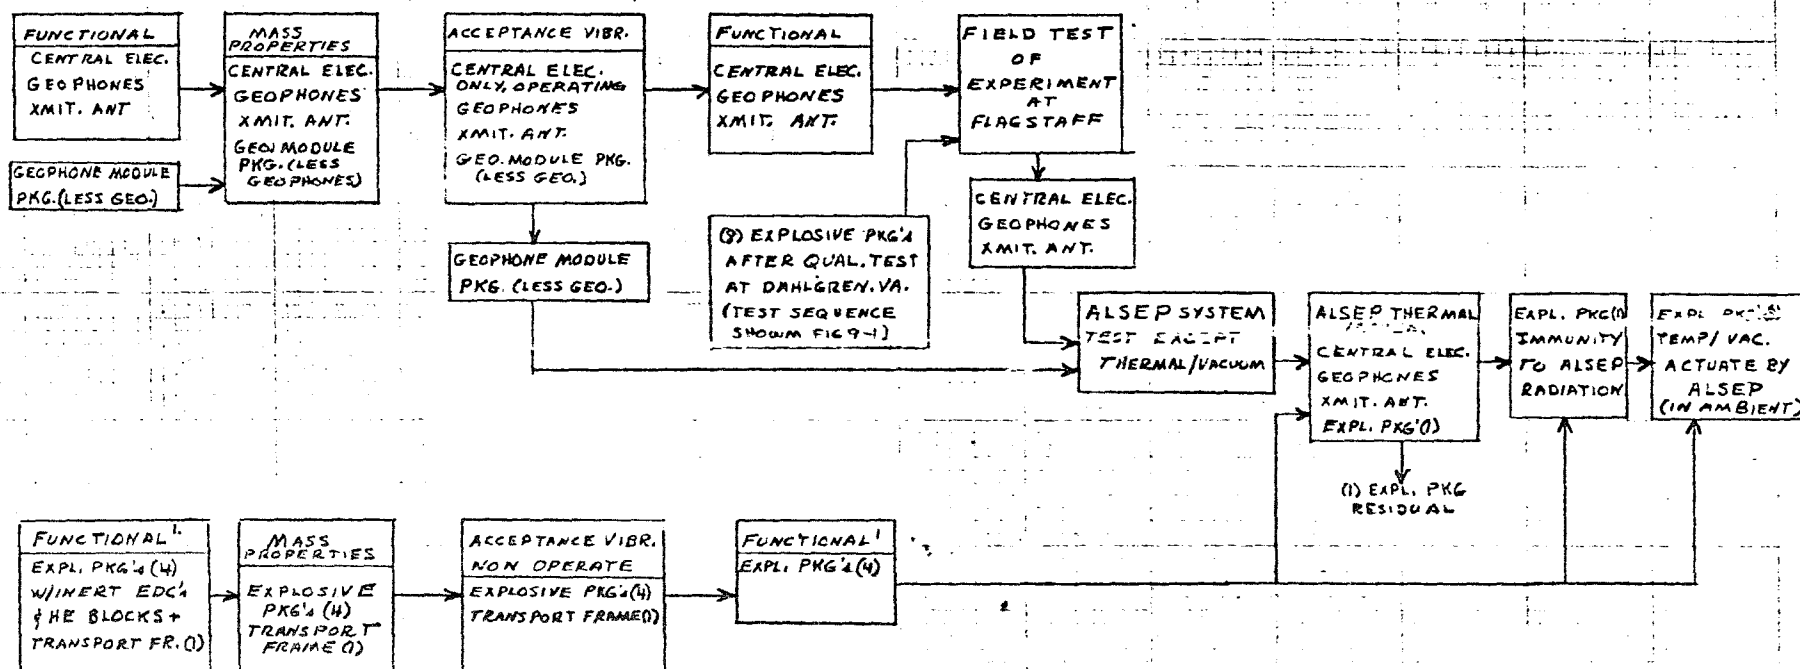 FUNCTIONAL
CENTRAL ELEC.
GEOPHONES
XMIT. ANT
GEOPHONE MODULE
PKG.(LESS GEO.)
MASS
PROPERTIES
CENTRAL ELEC.
GEOPHONES
XMIT. ANT.
GEO. MODULE
PKG. (LESS
GEOPHONES)
ACCEPTANCE VIBR.
CENTRAL ELEC.
ONLY, OPERATING
GEOPHONES
XMIT. ANT.
GEO. MODULE PKG.
(LESS GEO.)
GEOPHONE MODULE
PKG. (LESS GEO.)
FUNCTIONAL
CENTRAL ELEC.
GEOPHONES
XMIT. ANT.
(8) EXPLOSIVE PKG'S
AFTER QUAL. TEST
AT DAHLGREN. VA.
(TEST SEQUENCE
SHOWM FIG 9-1)
FIELD TEST
OF
EXPERIMENT
AT
FLAGSTAFF
CENTRAL ELEC.
GEOPHONES
XMIT. ANT.
ALSEP SYSTEM
TEST EXCEPT
THERMAL/VACUUM
ALSEP THERMAL
CENTRAL ELEC.
GEOPHONES
XMIT. ANT.
EXPL. PKG'(1)
(1) EXPL. PKG
RESIDUAL
EXPL. PKG(1)
IMMUNITY
TO ALSEP
RADIATION
EXPL PKG'S
TEMP/VAC.
ACTUATE BY
ALSEP
(IN AMBIENT)
FUNCTIONAL 1.
EXPL. PKG's (4)
W/INERT EDC's
& HE BLOCKS +
TRANSPORT FR. (1)
MASS
PROPERTIES
EXPLOSIVE
PKG's (4)
TRANSPORT
FRAME (1)
ACCEPTANCE VIBR.
NON OPERATE
EXPLOSIVE PKG's(4)
TRANSPORT FRAME(1)
FUNCTIONAL 1
EXPL. PKG's (4)